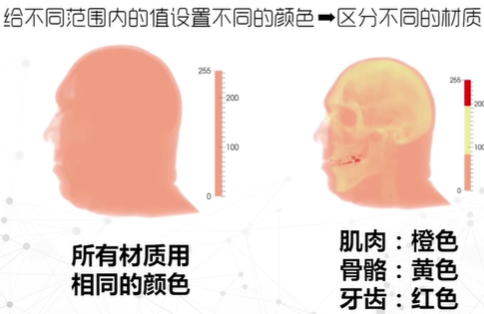 给不同范围内的值设置不同的颜色➡区分不同的材质
255
200
100
0
255
200
100
0
所有材质用
相同的颜色
肌肉：橙色
骨骼：黄色
牙齿：红色